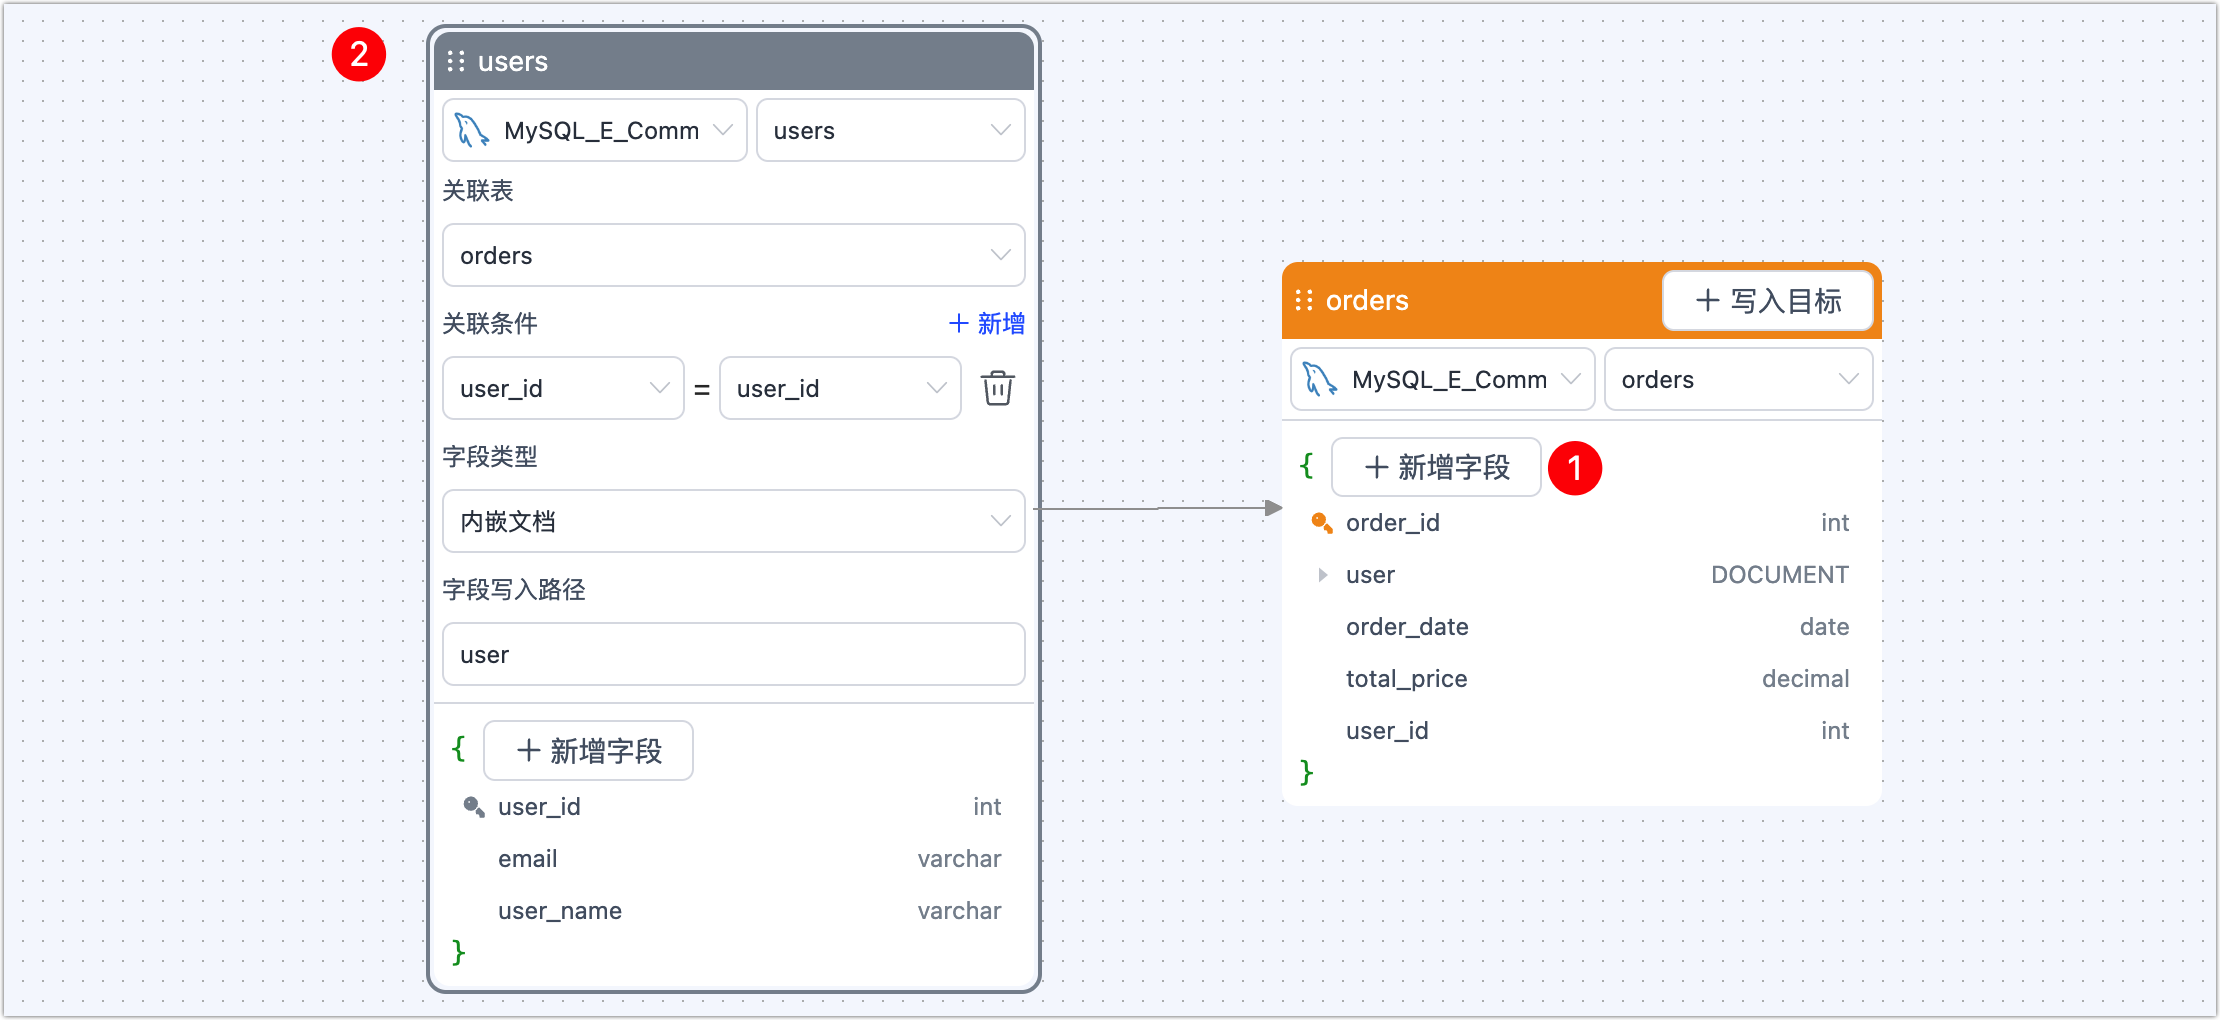 2
users
MySQL_E_Comm users
关联表
orders
关联条件 + 新增
user_id = user_id
字段类型
内嵌文档
字段写入路径
user
{ + 新增字段
user_id int
email varchar
user_name varchar
}
orders + 写入目标
MySQL_E_Comm orders
{ + 新增字段 1
order_id int
user DOCUMENT
order_date date
total_price decimal
user_id int
}